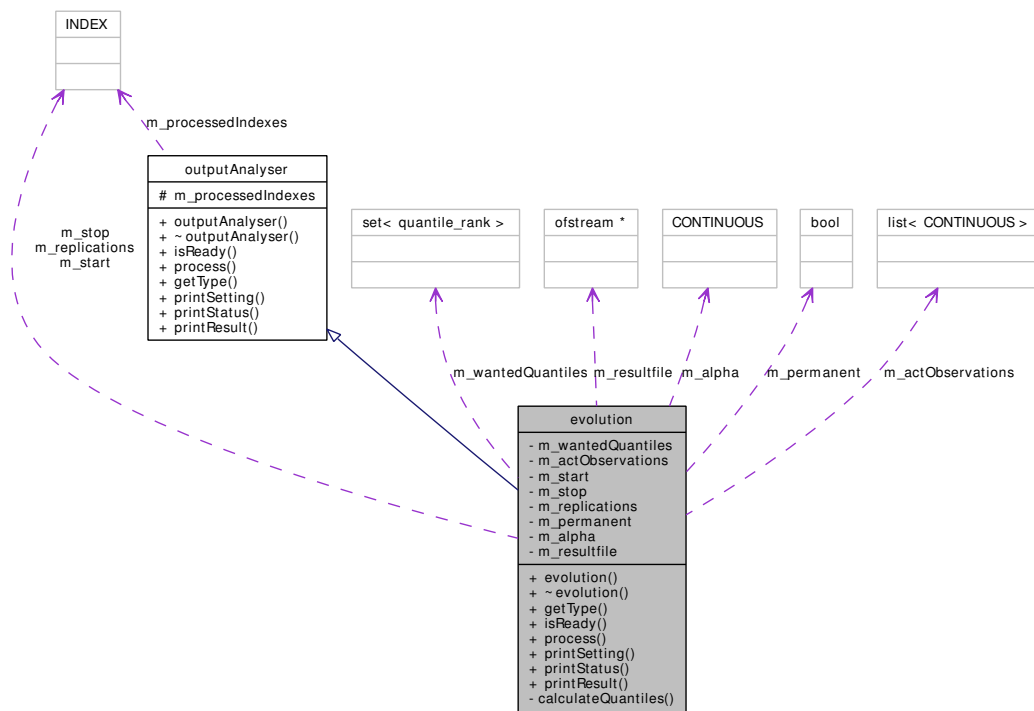 INDEX
m_processedIndexes
outputAnalyser
# m_processedIndexes
+ outputAnalyser()
+ ~ outputAnalyser()
+ isReady()
+ process()
+ getType()
+ printSetting()
+ printStatus()
+ printResult()
m_stop
m_replications
m_start
set< quantile_rank >
ofstream *
CONTINUOUS
bool
list< CONTINUOUS >
m_wantedQuantiles
m_resultfile
m_alpha
m_permanent
m_actObservations
evolution
- m_wantedQuantiles
- m_actObservations
- m_start
- m_stop
- m_replications
- m_permanent
- m_alpha
- m_resultfile
+ evolution()
+ ~ evolution()
+ getType()
+ isReady()
+ process()
+ printSetting()
+ printStatus()
+ printResult()
- calculateQuantiles()